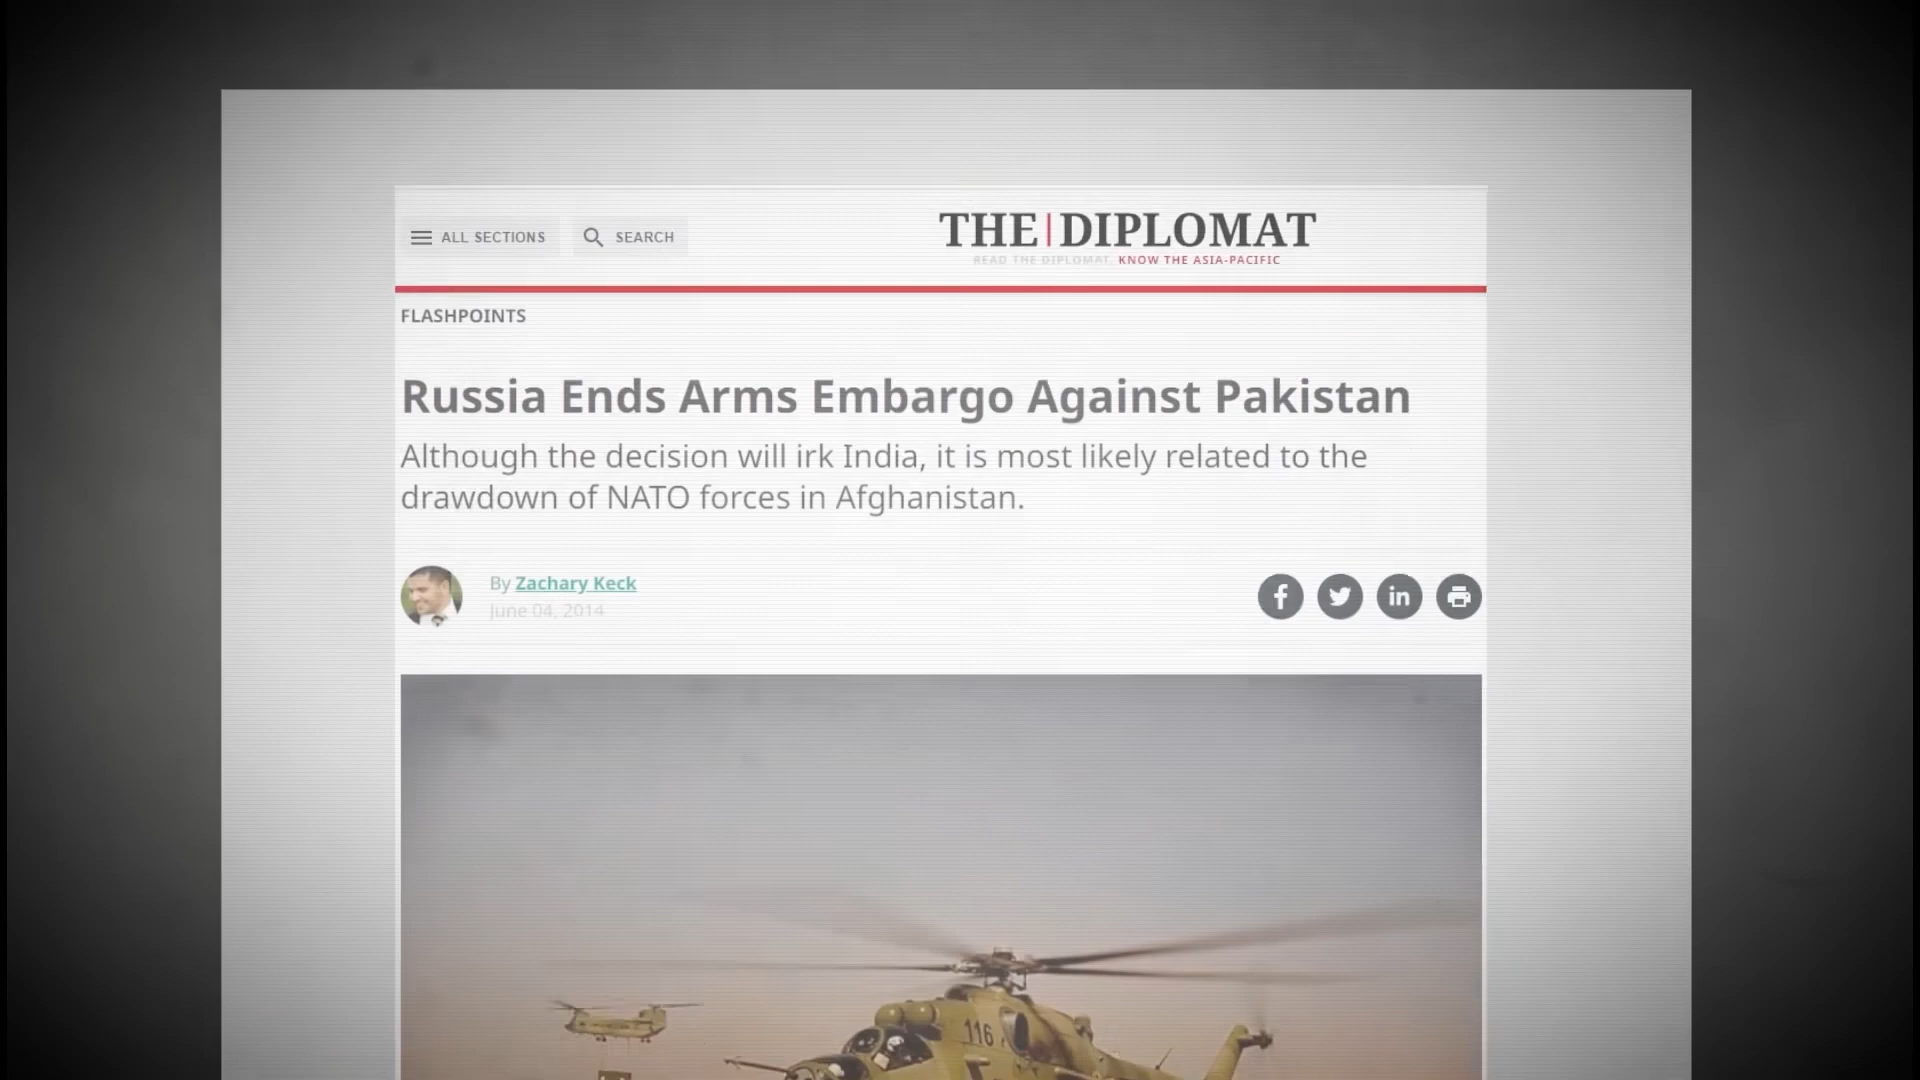 ALL SECTIONS
SEARCH
THE|DIPLOMAT
READ THE DIPLOMAT, KNOW THE ASIA-PACIFIC
FLASHPOINTS
Russia Ends Arms Embargo Against Pakistan
Although the decision will irk India, it is most likely related to the
drawdown of NATO forces in Afghanistan.
By Zachary Keck
June 04, 2014
116